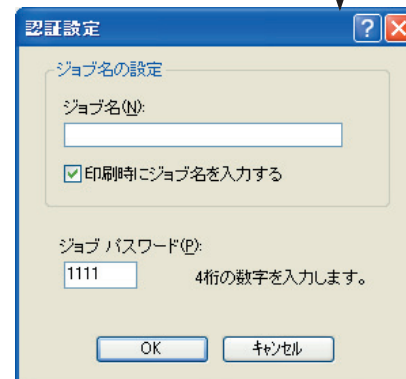 認証設定
ジョブ名の設定
ジョブ名(N):
印刷時にジョブ名を入力する
ジョブ パスワード(P):
1111 4桁の数字を入力します。
OK キャンセル